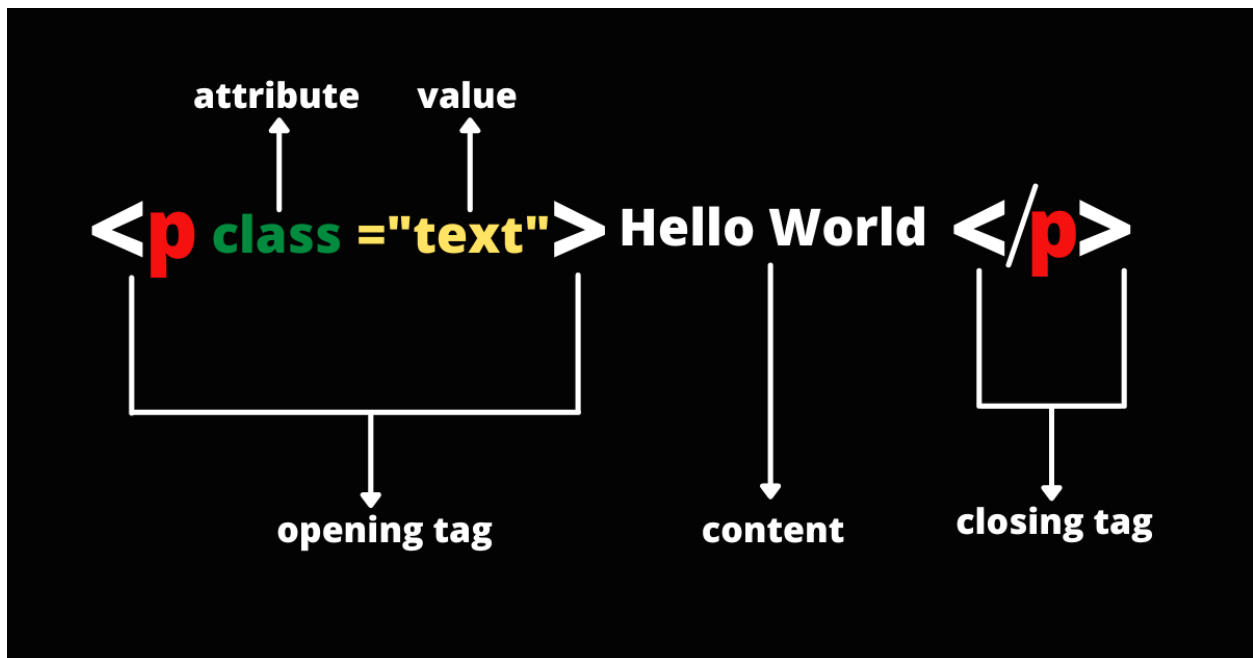 attribute value
<p class ="text"> Hello World </p>
opening tag content closing tag